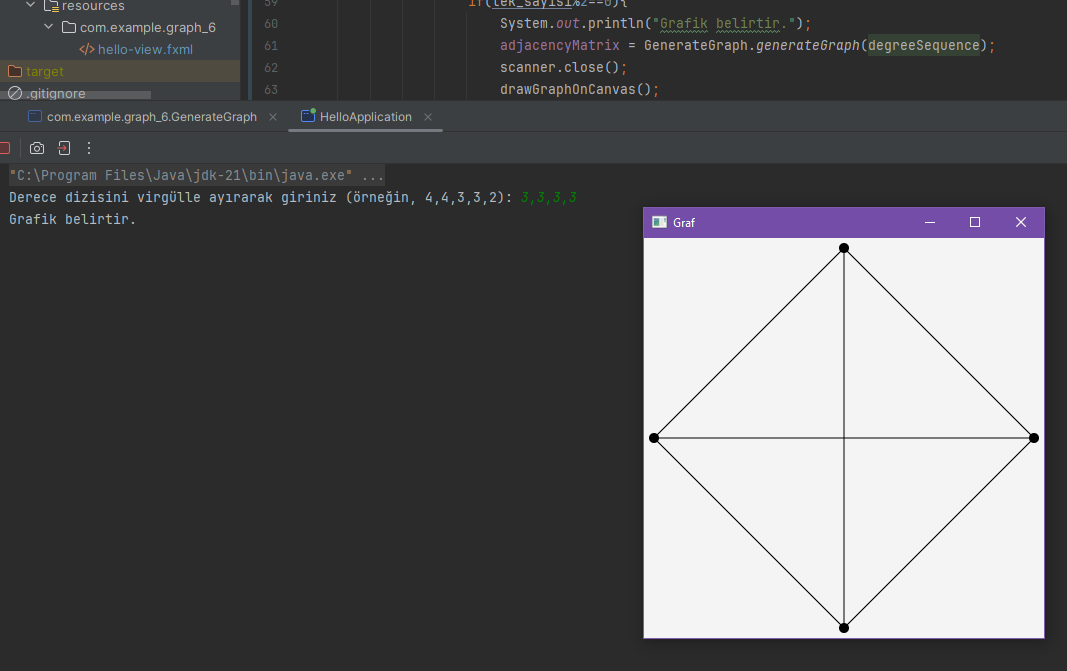 resources
com.example.graph_6
</> hello-view.fxml
target
.gitignore
59 if(tek_sayisi%2==0){
60 System.out.println("Grafik belirtir.");
61 adjacencyMatrix = GenerateGraph.generateGraph(degreeSequence);
62 scanner.close();
63 drawGraphOnCanvas();
com.example.graph_6.GenerateGraph
HelloApplication
"C:\Program Files\Java\jdk-21\bin\java.exe" ...
Derece dizisini virgülle ayırarak giriniz (örneğin, 4,4,3,3,2): 3,3,3,3
Grafik belirtir.
Graf